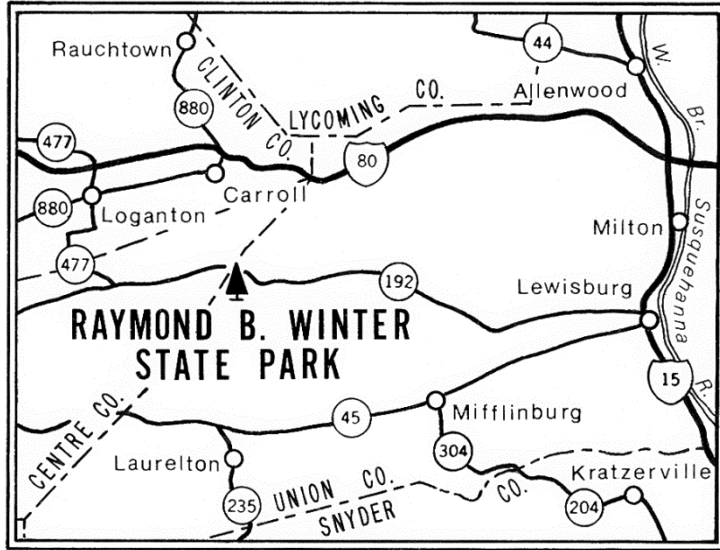 Rauchtown
44
W.
Allenwood
CLINTON CO.
LYCOMING CO.
880
Br.
477
80
Carroll
880
Loganton
Susquehanna
Milton
477
192
Lewisburg
RAYMOND B. WINTER
STATE PARK
15
R.
CENTRE CO.
45
Mifflinburg
Laurelton
304
Kratzerville
235
UNION CO.
SNYDER CO.
204